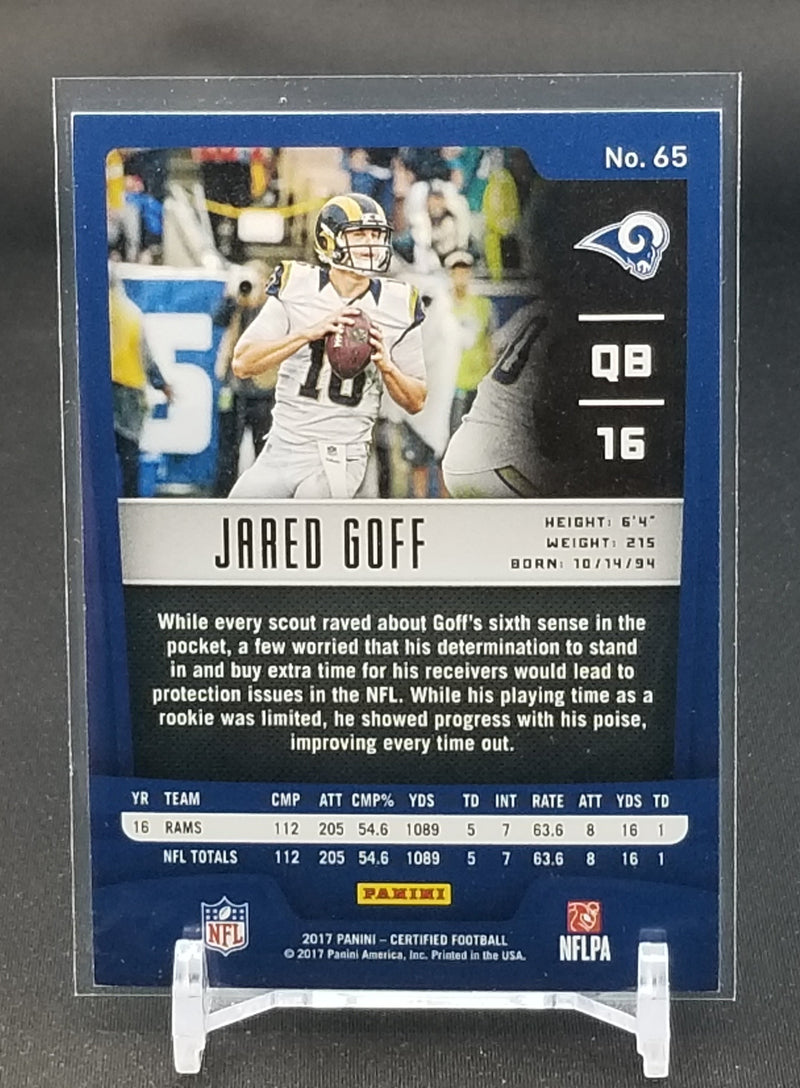 No. 65
QB
16
16
JARED GOFF
HEIGHT: 6'4"
WEIGHT: 215
BORN: 10/14/94
While every scout raved about Goff's sixth sense in the
pocket, a few worried that his determination to stand
in and buy extra time for his receivers would lead to
protection issues in the NFL. While his playing time as a
rookie was limited, he showed progress with his poise,
improving every time out.
YR TEAM CMP ATT CMP% YDS TD INT RATE ATT YDS TD
16 RAMS 112 205 54.6 1089 5 7 63.6 8 16 1
NFL TOTALS 112 205 54.6 1089 5 7 63.6 8 16 1
PANINI
NFL
2017 PANINI – CERTIFIED FOOTBALL
© 2017 Panini America, Inc. Printed in the USA.
NFLPA